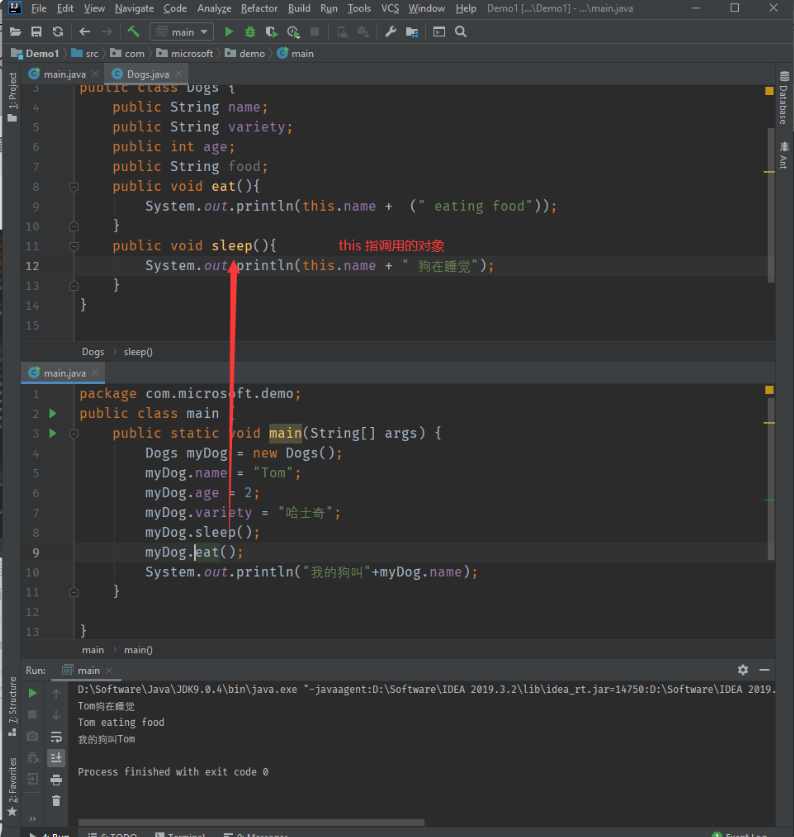 File Edit View Navigate Code Analyze Refactor Build Run Tools VCS Window Help Demo1 [...\Demo1] - ...\main.java
main
Demo1 src com microsoft demo main
1: Project
main.java Dogs.java
3 public class Dogs {
4 public String name;
5 public String variety;
6 public int age;
7 public String food;
8 public void eat(){
9 System.out.println(this.name + (" eating food"));
10 }
11 public void sleep(){ this 指调用的对象
12 System.out.println(this.name + " 狗在睡觉");
13 }
14 }
15
Dogs sleep()
Database
Ant
main.java
1 package com.microsoft.demo;
2 public class main {
3 public static void main(String[] args) {
4 Dogs myDog = new Dogs();
5 myDog.name = "Tom";
6 myDog.age = 2;
7 myDog.variety = "哈士奇";
8 myDog.sleep();
9 myDog.eat();
10 System.out.println("我的狗叫"+myDog.name);
11 }
12
13 }
main main()
Run: main
D:\Software\Java\JDK9.0.4\bin\java.exe "-javaagent:D:\Software\IDEA 2019.3.2\lib\idea_rt.jar=14750:D:\Software\IDEA 2019.
Tom狗在睡觉
Tom eating food
我的狗叫Tom
Process finished with exit code 0
7: Structure
2: Favorites
4: Run 6: TODO Terminal 0: Messages 1 Event Log